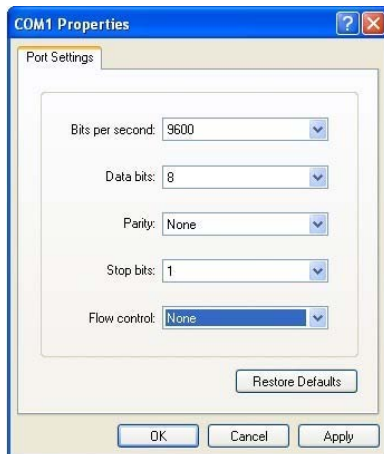 COM1 Properties
Port Settings
Bits per second: 9600
Data bits: 8
Parity: None
Stop bits: 1
Flow control: None
Restore Defaults
OK Cancel Apply